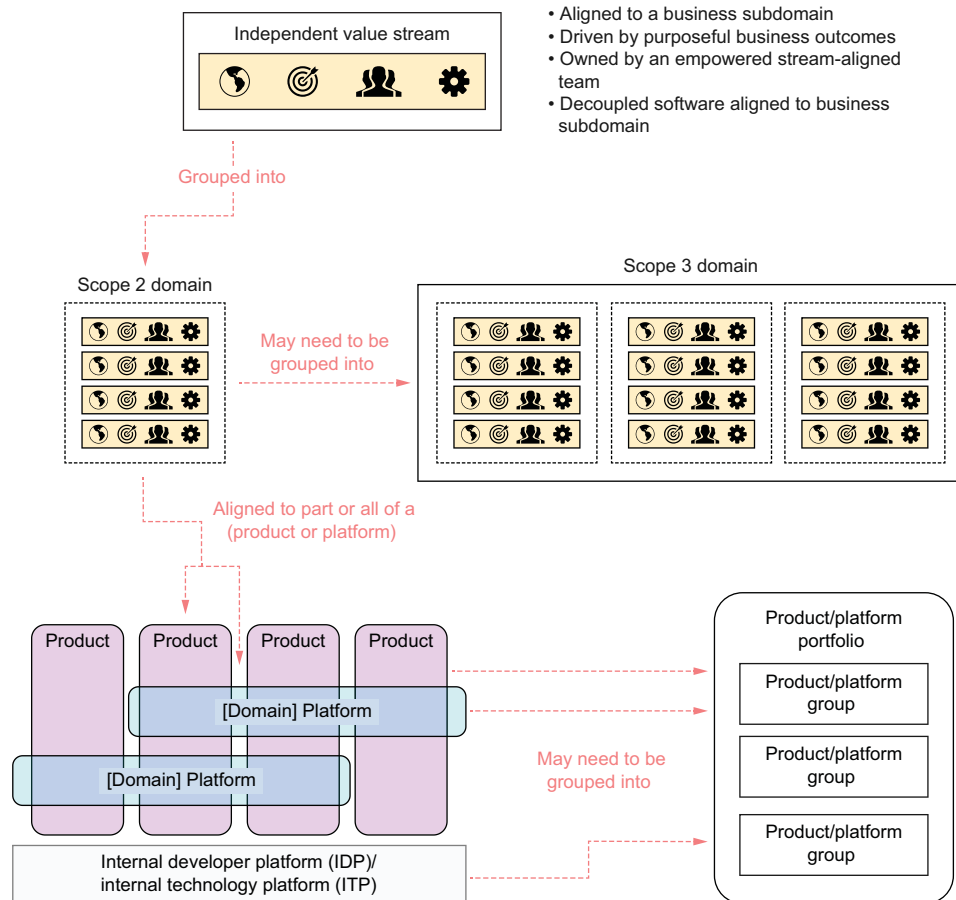 Independent value stream
• Aligned to a business subdomain
• Driven by purposeful business outcomes
• Owned by an empowered stream-aligned
team
• Decoupled software aligned to business
subdomain
Grouped into
Scope 2 domain
Scope 3 domain
May need to be
grouped into
Aligned to part or all of a
(product or platform)
Product
Product
Product
Product
[Domain] Platform
[Domain] Platform
Internal developer platform (IDP)/
internal technology platform (ITP)
May need to be
grouped into
Product/platform
portfolio
Product/platform
group
Product/platform
group
Product/platform
group